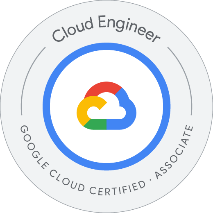 Cloud Engineer
GOOGLE CLOUD CERTIFIED · ASSOCIATE